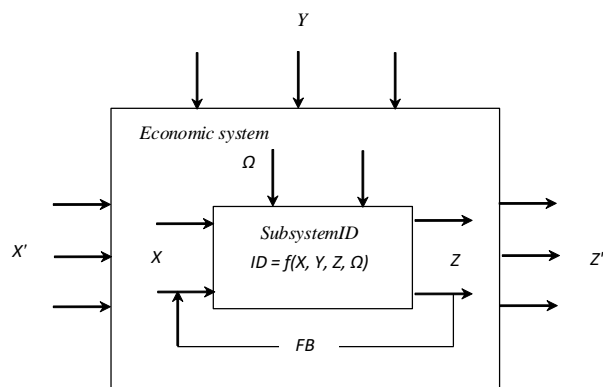 Y
Economic system
Ω
SubsystemID
ID = f(X, Y, Z, Ω)
X'
X
Z
Z'
FB